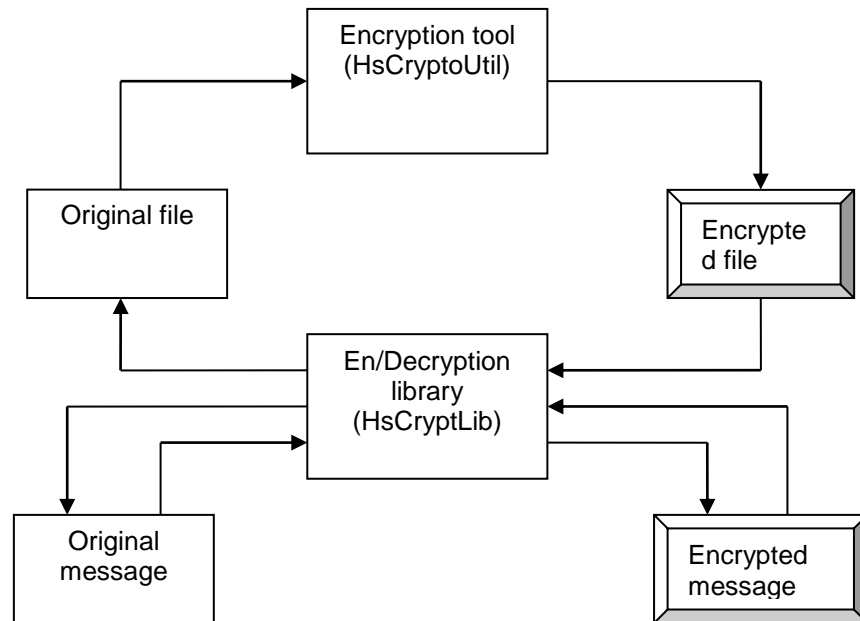 Encryption tool
(HsCryptoUtil)
Original file
Encrypte
d file
En/Decryption
library
(HsCryptLib)
Original
message
Encrypted
message